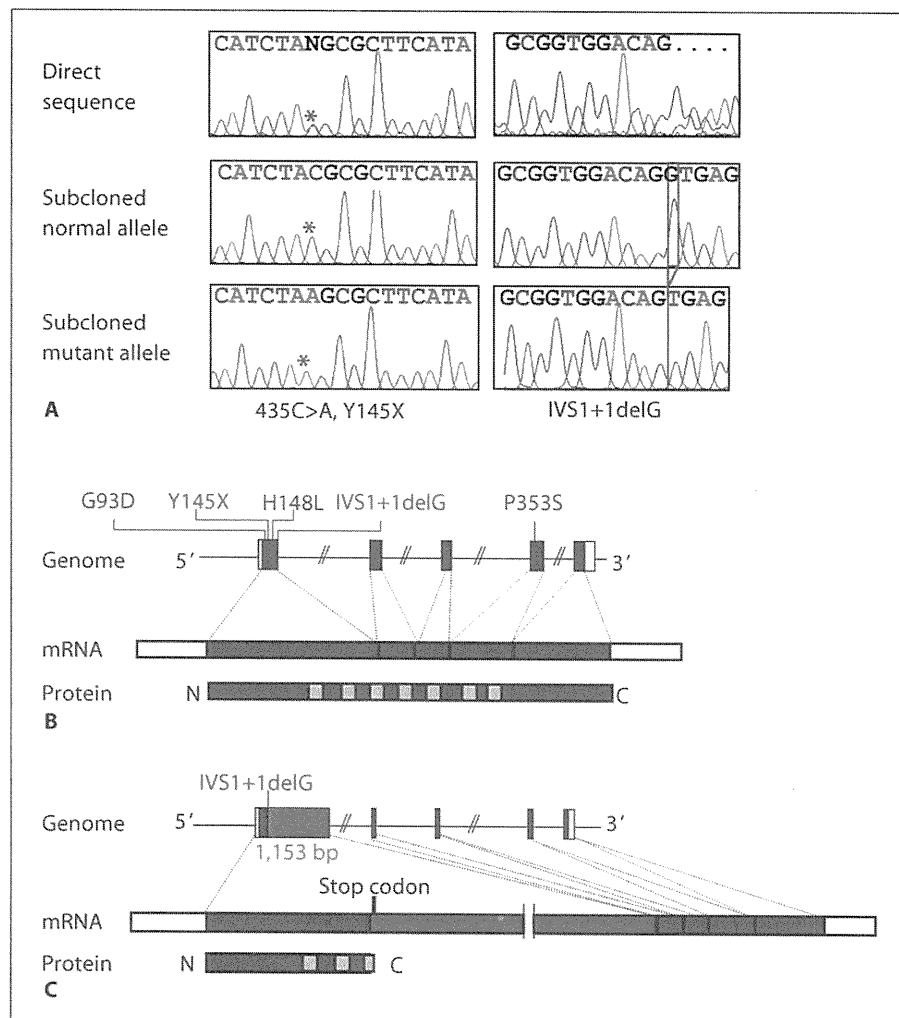 CATCTANGCGCTTCATA GCGGTGGACAG....
Direct
sequence
*
CATCTACGCGCTTCATA GCGGTGGACAGGTGAG
Subcloned
normal allele
*
CATCTAAGCGCTTCATA GCGGTGGACAGTGAG
Subcloned
mutant allele
*
A 435C>A, Y145X IVS1+1delG
G93D Y145X H148L IVS1+1delG P353S
Genome 5′ // // // // 3′
mRNA
Protein N C
B
IVS1+1delG
Genome 5′ // // 3′
1,153 bp
Stop codon
mRNA
Protein N C
C